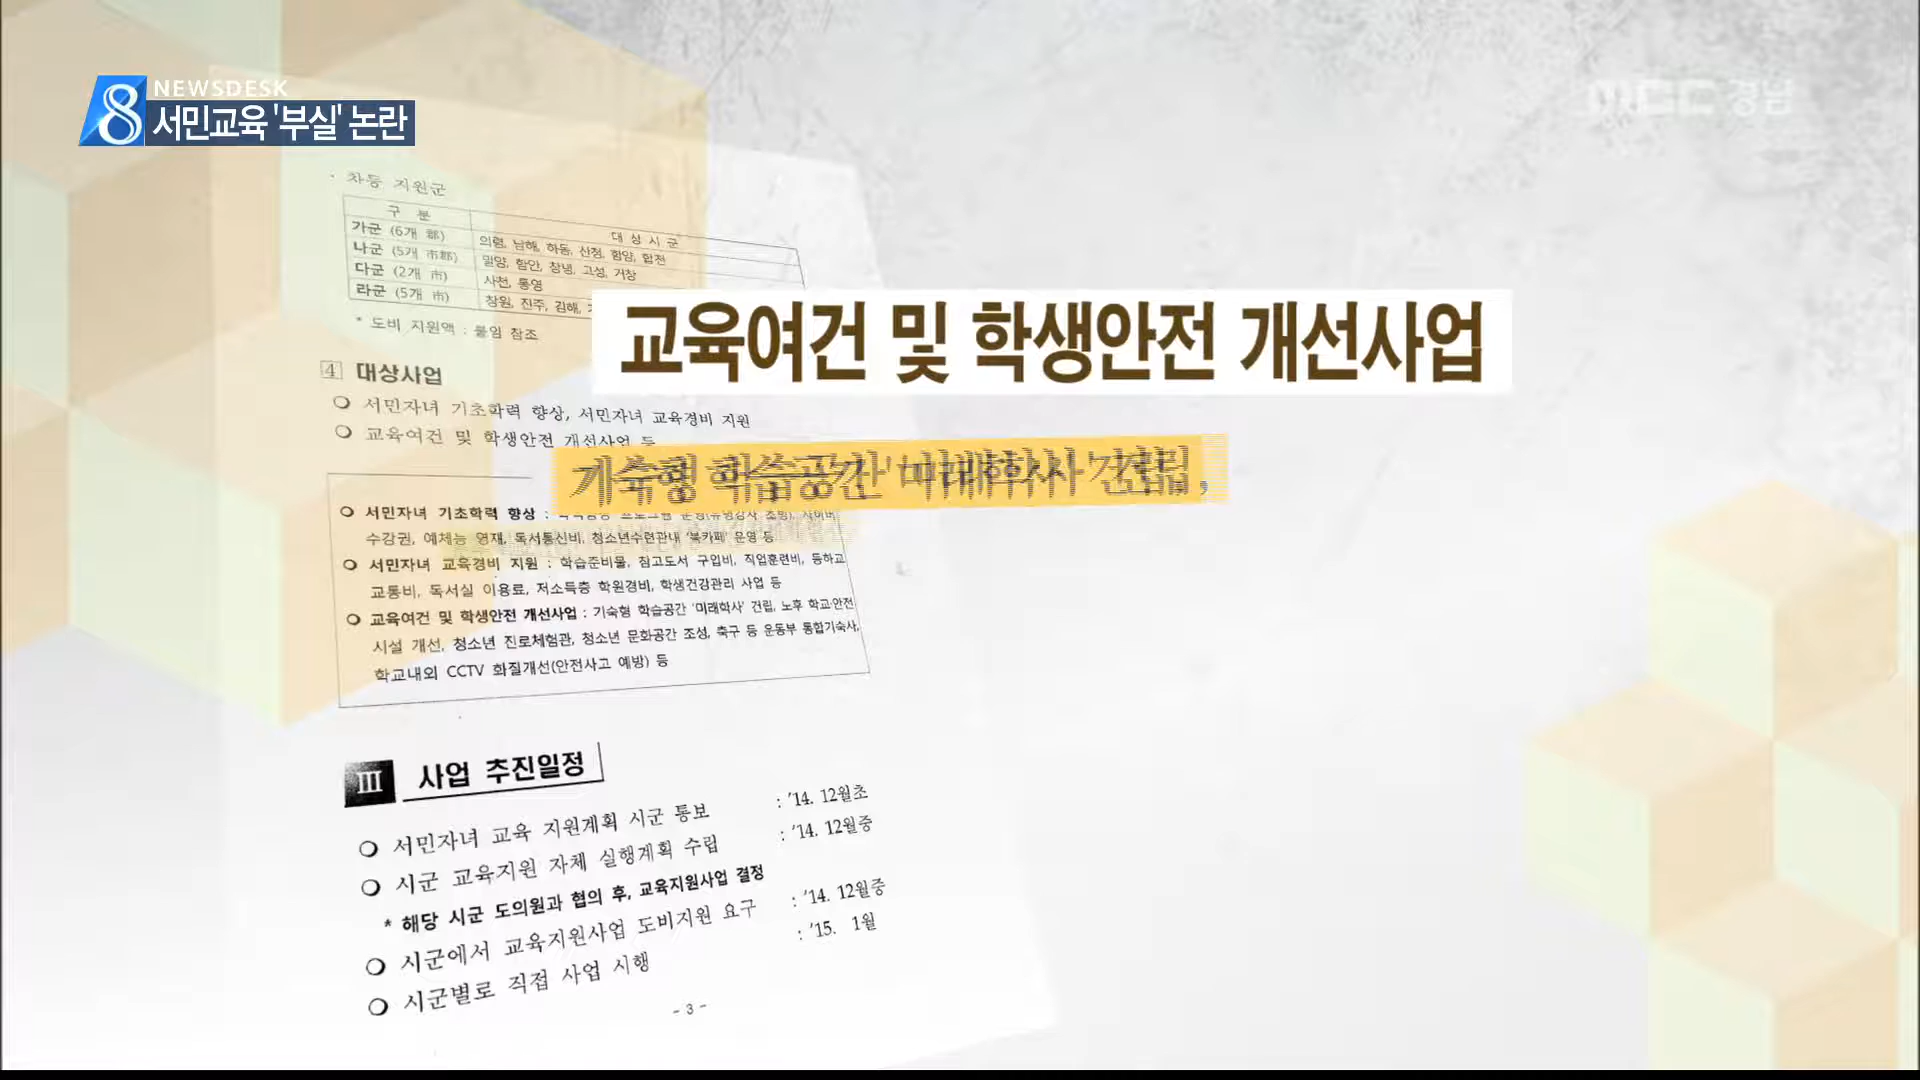 8 NEWSDESK
서민교육 '부실' 논란
MBC경남
· 차등 지원군
구 분 대상시군
가군 (6개 郡) 의령, 남해, 하동, 산청, 함양, 합천
나군 (5개 市郡) 밀양, 함안, 창녕, 고성, 거창
다군 (2개 市) 사천, 통영
라군 (5개 市) 창원, 진주, 김해,
* 도비 지원액 : 붙임 참조
교육여건 및 학생안전 개선사업
4 대상사업
○ 서민자녀 기초학력 향상, 서민자녀 교육경비 지원
○ 교육여건 및 학생안전 개선사업 등
기숙형 학습공간 '미래학사' 건립,
○ 서민자녀 기초학력 향상 :
수강권, 예체능 영재, 독서통신비, 청소년수련관내 '북카페' 운영 등
○ 서민자녀 교육경비 지원 : 학습준비물, 참고도서 구입비, 직업훈련비, 등하교
교통비, 독서실 이용료, 저소득층 학원경비, 학생건강관리 사업 등
○ 교육여건 및 학생안전 개선사업 : 기숙형 학습공간 '미래학사' 건립, 노후 학교·안전
시설 개선, 청소년 진로체험관, 청소년 문화공간 조성, 축구 등 운동부 통합기숙사,
학교내외 CCTV 화질개선(안전사고 예방) 등
III 사업 추진일정
○ 서민자녀 교육 지원계획 시군 통보 : '14. 12월초
○ 시군 교육지원 자체 실행계획 수립 : '14. 12월중
* 해당 시군 도의원과 협의 후, 교육지원사업 결정
○ 시군에서 교육지원사업 도비지원 요구 : '14. 12월중
○ 시군별로 직접 사업 시행 : '15. 1월
- 3 -